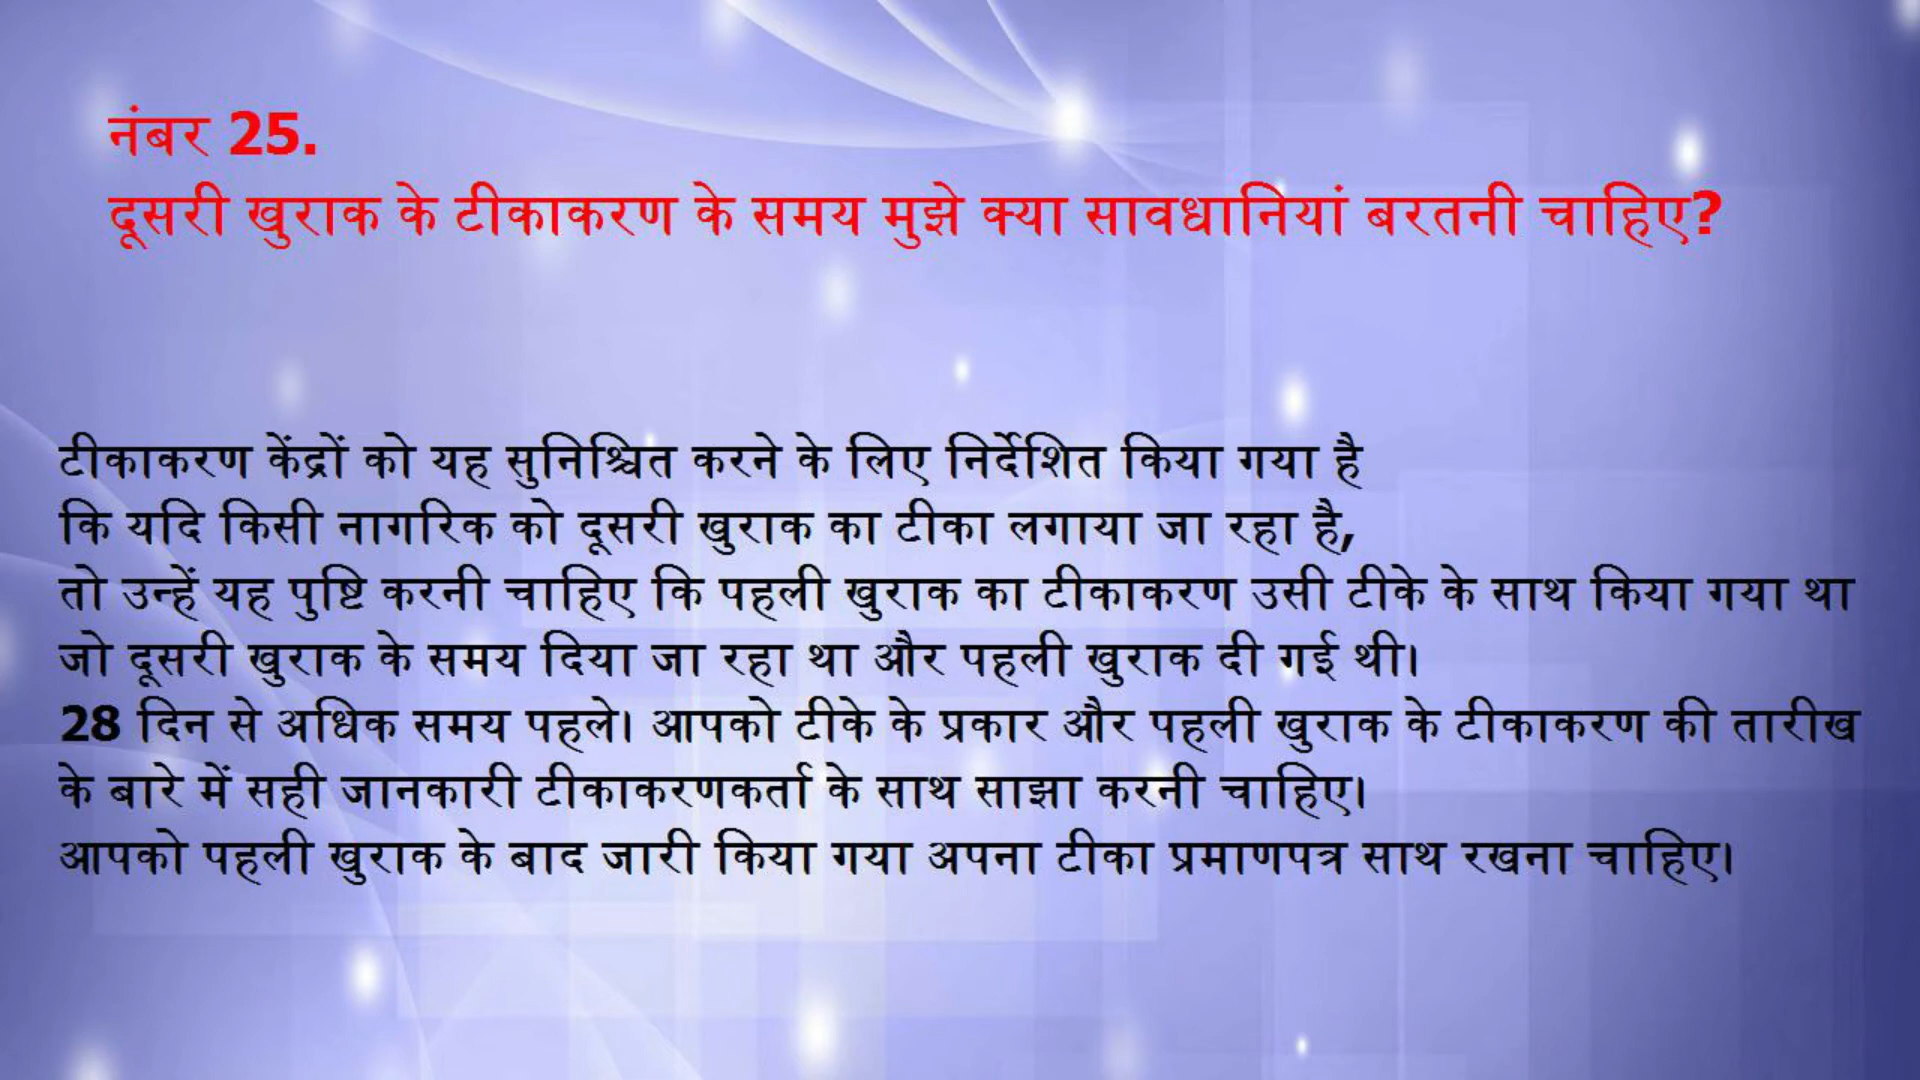 नंबर 25.
दूसरी खुराक के टीकाकरण के समय मुझे क्या सावधानियां बरतनी चाहिए?
टीकाकरण केंद्रों को यह सुनिश्चित करने के लिए निर्देशित किया गया है
कि यदि किसी नागरिक को दूसरी खुराक का टीका लगाया जा रहा है,
तो उन्हें यह पुष्टि करनी चाहिए कि पहली खुराक का टीकाकरण उसी टीके के साथ किया गया था
जो दूसरी खुराक के समय दिया जा रहा था और पहली खुराक दी गई थी।
28 दिन से अधिक समय पहले। आपको टीके के प्रकार और पहली खुराक के टीकाकरण की तारीख
के बारे में सही जानकारी टीकाकरणकर्ता के साथ साझा करनी चाहिए।
आपको पहली खुराक के बाद जारी किया गया अपना टीका प्रमाणपत्र साथ रखना चाहिए।